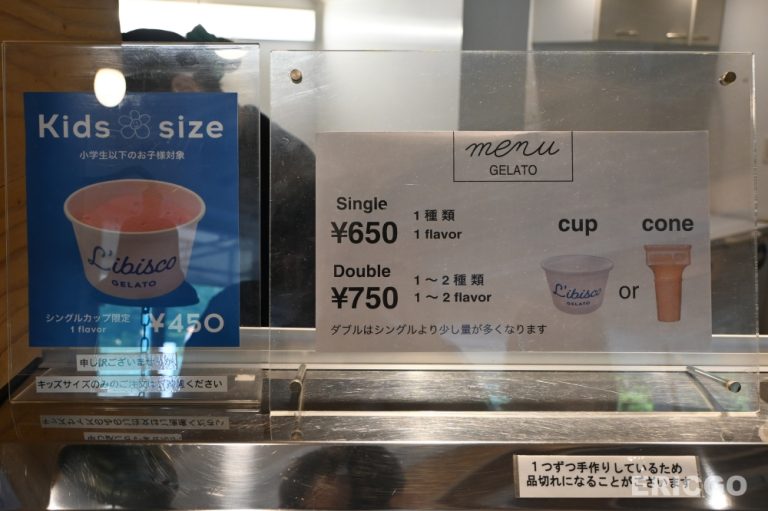 Kids size
小学生以下のお子様対象
L'ibisco
GELATO
シングルカップ限定
1 flavor
¥450
申し訳ございませんが、
キッズサイズのみのご注文は
ください
menu
GELATO
Single
¥650
1 種 類
1 flavor
Double
¥750
1 〜 2 種 類
1 〜 2 flavor
ダブルはシングルより少し量が多くなります
cup
cone
L'ibisco
GELATO
or
1つずつ手作りしているため
品切れになることがございます
ERICGO